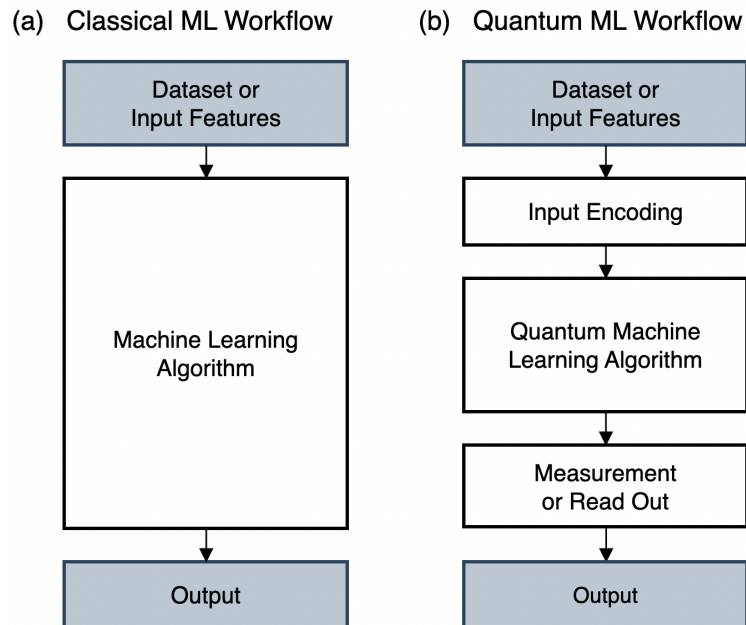 (a) Classical ML Workflow
Dataset or
Input Features
Machine Learning
Algorithm
Output
(b) Quantum ML Workflow
Dataset or
Input Features
Input Encoding
Quantum Machine
Learning Algorithm
Measurement
or Read Out
Output